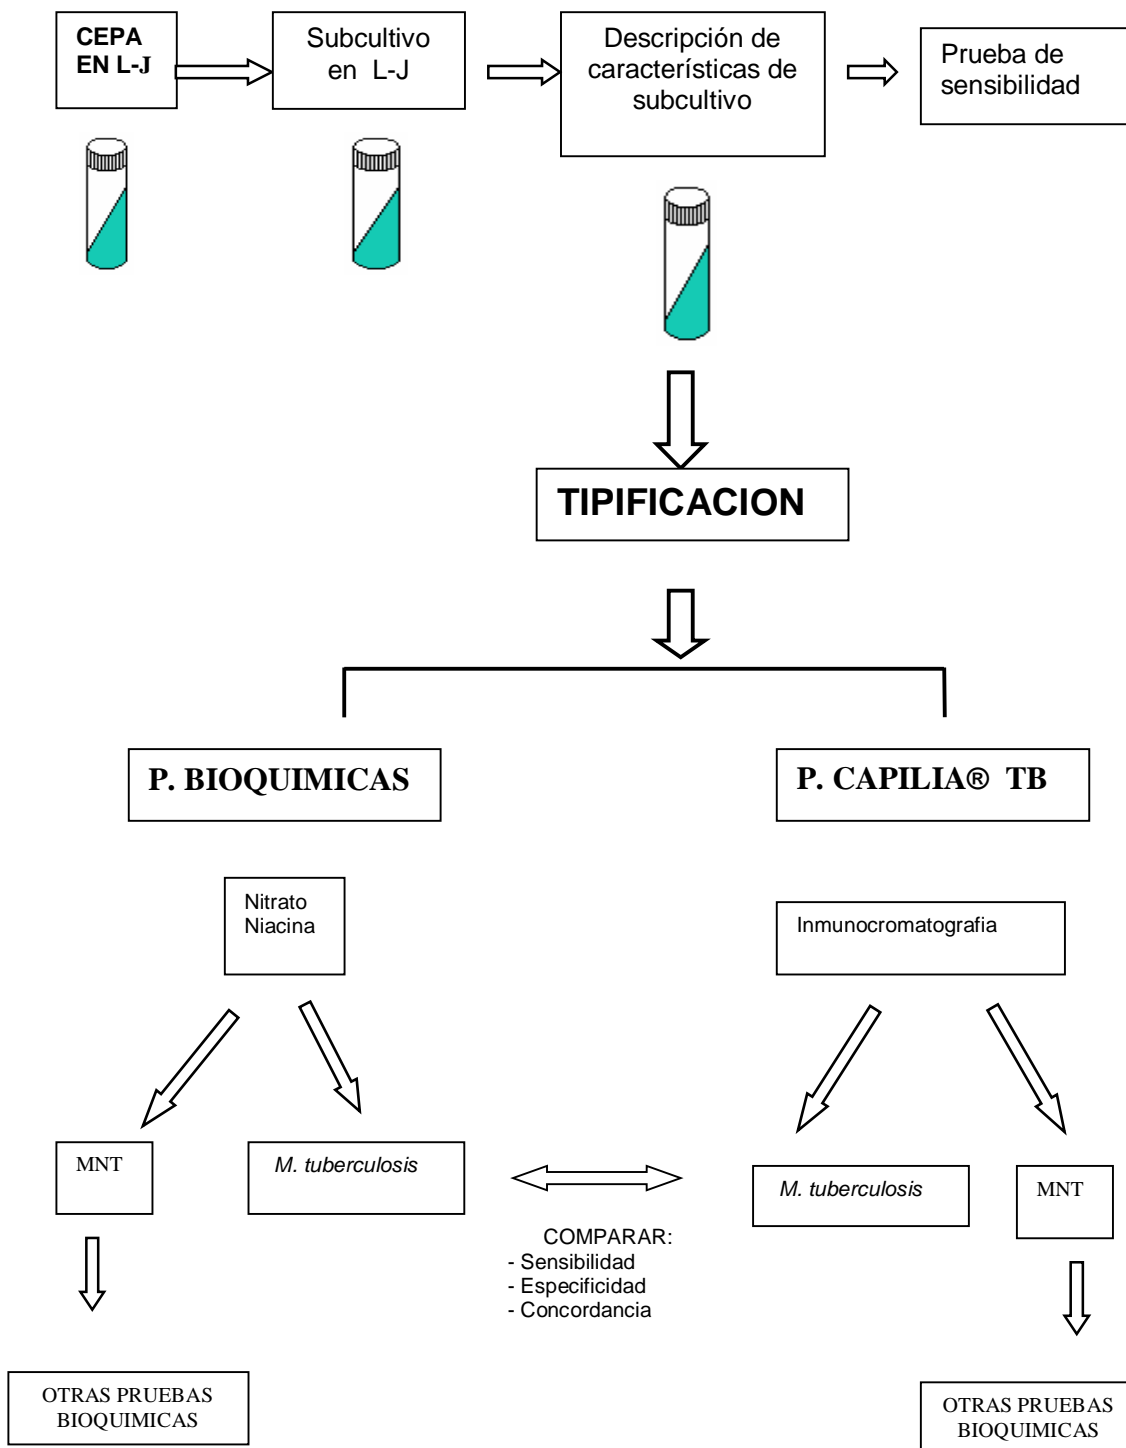 CEPA
EN L-J
Subcultivo
en L-J
Descripción de
características de
subcultivo
Prueba de
sensibilidad
TIPIFICACION
P. BIOQUIMICAS
P. CAPILIA® TB
Nitrato
Niacina
Inmunocromatografia
MNT
M. tuberculosis
M. tuberculosis
MNT
COMPARAR:
- Sensibilidad
- Especificidad
- Concordancia
OTRAS PRUEBAS
BIOQUIMICAS
OTRAS PRUEBAS
BIOQUIMICAS